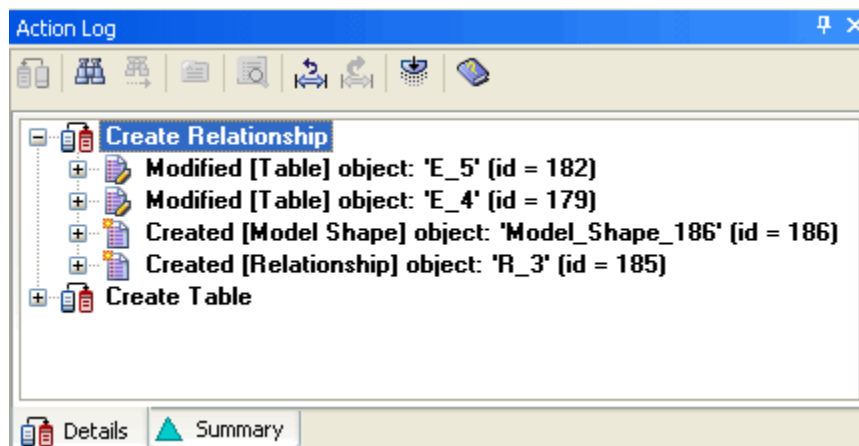 Action Log
Create Relationship
Modified [Table] object: 'E_5' (id = 182)
Modified [Table] object: 'E_4' (id = 179)
Created [Model Shape] object: 'Model_Shape_186' (id = 186)
Created [Relationship] object: 'R_3' (id = 185)
Create Table
Details Summary